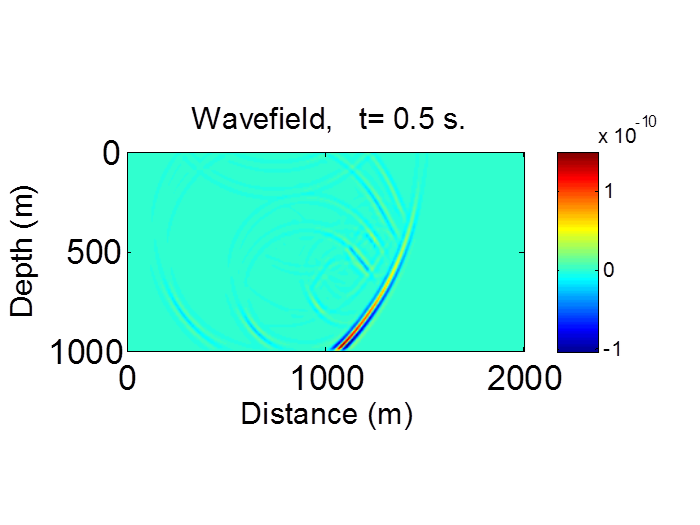 Wavefield,   t= 0.5 s.
x 10^-10
0
500
1000
Depth (m)
0 1000 2000
Distance (m)
1
0
-1